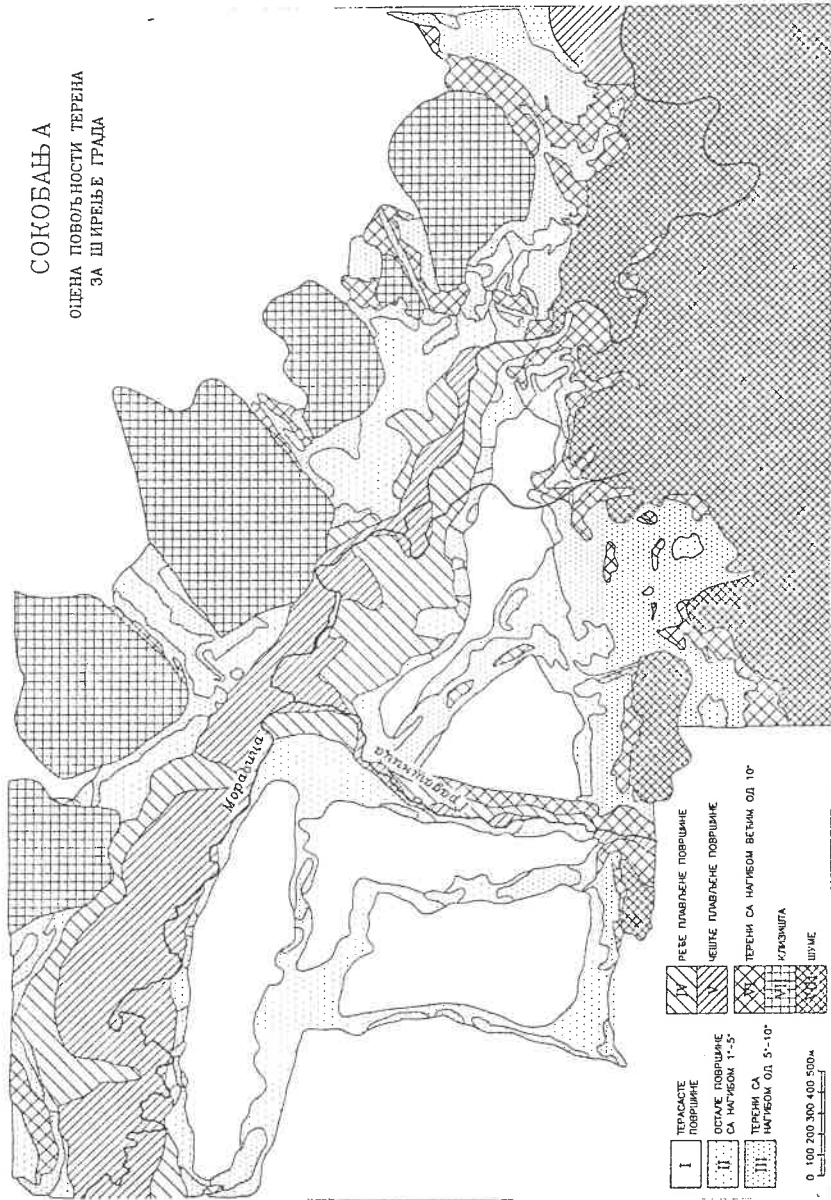 СОКОБАЊА
ОЦЕНА ПОВОЉНОСТИ ТЕРЕНА
ЗА ШИРЕЊЕ ГРАДА
Моравица
I
ТЕРАСАСТЕ
ПОВРШИНЕ
II
ОСТАЛЕ ПОВРШИНЕ
СА НАГИБОМ 1°-5°
III
ТЕРЕНИ СА
НАГИБОМ ОД 5°-10°
IV
РЕЂЕ ПЛАВЉЕНЕ ПОВРШИНЕ
V
ЧЕШЋЕ ПЛАВЉЕНЕ ПОВРШИНЕ
VI
ТЕРЕНИ СА НАГИБОМ ВЕЋИМ ОД 10°
VII
КЛИЗИШТА
VIII
ШУМЕ
0 100 200 300 400 500м